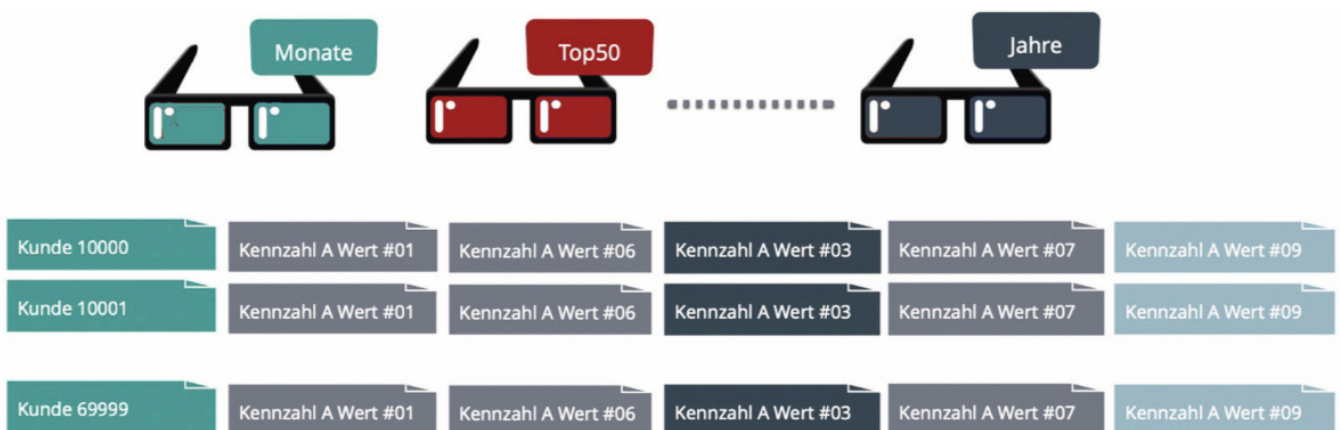 Monate
Top50
Jahre
Kunde 10000
Kennzahl A Wert #01
Kennzahl A Wert #06
Kennzahl A Wert #03
Kennzahl A Wert #07
Kennzahl A Wert #09
Kunde 10001
Kennzahl A Wert #01
Kennzahl A Wert #06
Kennzahl A Wert #03
Kennzahl A Wert #07
Kennzahl A Wert #09
Kunde 69999
Kennzahl A Wert #01
Kennzahl A Wert #06
Kennzahl A Wert #03
Kennzahl A Wert #07
Kennzahl A Wert #09